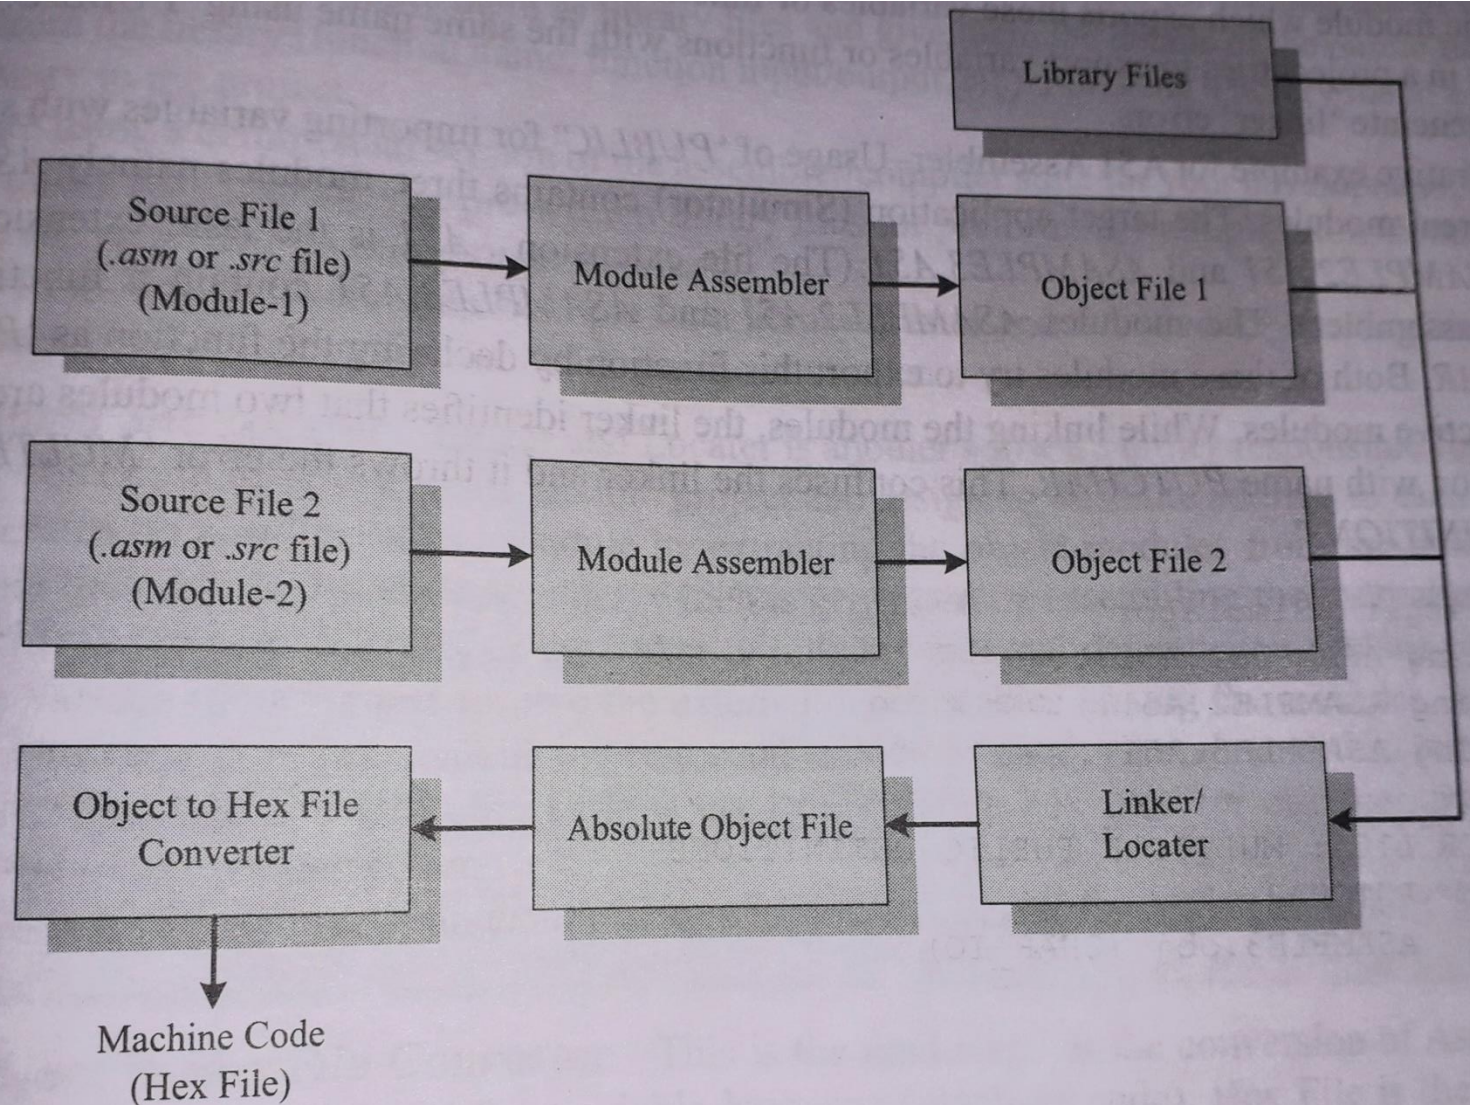 Library Files
Source File 1
(.asm or .src file)
(Module-1)
Module Assembler
Object File 1
Source File 2
(.asm or .src file)
(Module-2)
Module Assembler
Object File 2
Object to Hex File
Converter
Absolute Object File
Linker/
Locater
Machine Code
(Hex File)